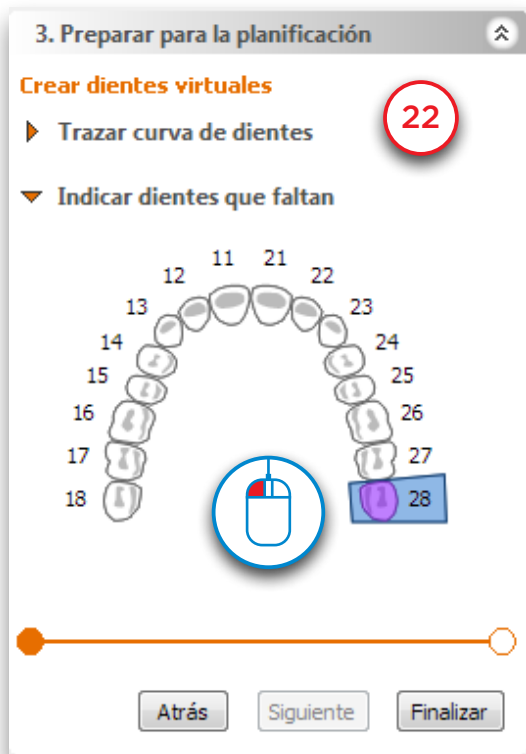 3. Preparar para la planificación
Crear dientes virtuales
22
Trazar curva de dientes
Indicar dientes que faltan
11 21
12 22
13 23
14 24
15 25
16 26
17 27
18 28
Atrás Siguiente Finalizar